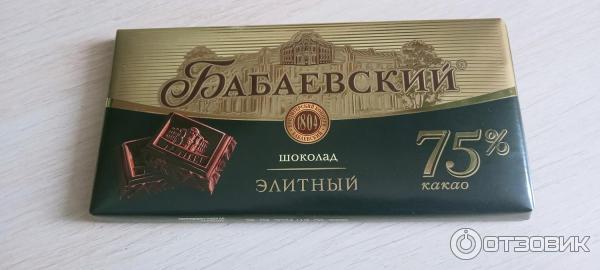 БАБАЕВСКИЙ®
1804
ШОКОЛАД
ЭЛИТНЫЙ
75%
какао
ОТЗОВИК